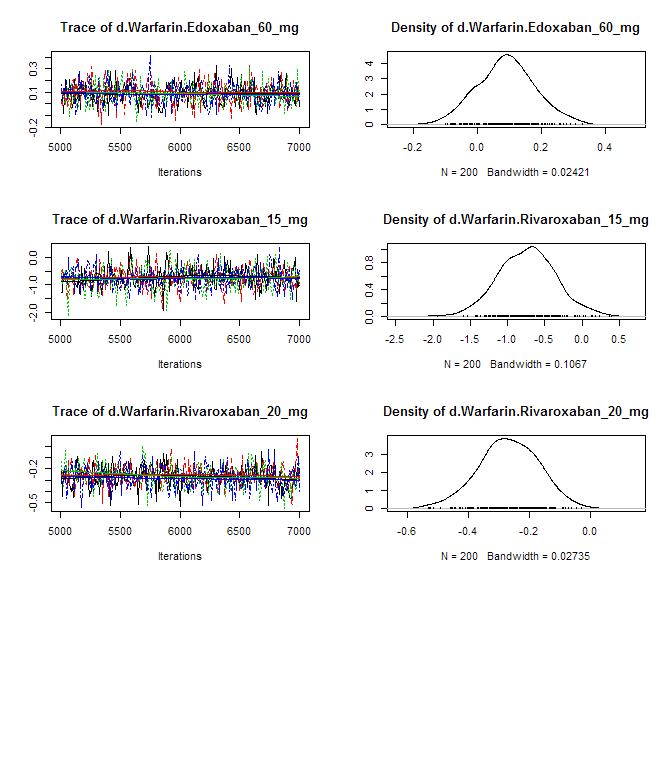 Trace of d.Warfarin.Edoxaban_60_mg
Density of d.Warfarin.Edoxaban_60_mg
-0.2 0.1 0.3
0 1 2 3 4
5000 5500 6000 6500 7000
-0.2 0.0 0.2 0.4
Iterations
N = 200 Bandwidth = 0.02421
Trace of d.Warfarin.Rivaroxaban_15_mg
Density of d.Warfarin.Rivaroxaban_15_mg
-2.0 -1.0 0.0
0.0 0.4 0.8
5000 5500 6000 6500 7000
-2.5 -2.0 -1.5 -1.0 -0.5 0.0 0.5
Iterations
N = 200 Bandwidth = 0.1067
Trace of d.Warfarin.Rivaroxaban_20_mg
Density of d.Warfarin.Rivaroxaban_20_mg
-0.5 -0.2
0 1 2 3
5000 5500 6000 6500 7000
-0.6 -0.4 -0.2 0.0
Iterations
N = 200 Bandwidth = 0.02735